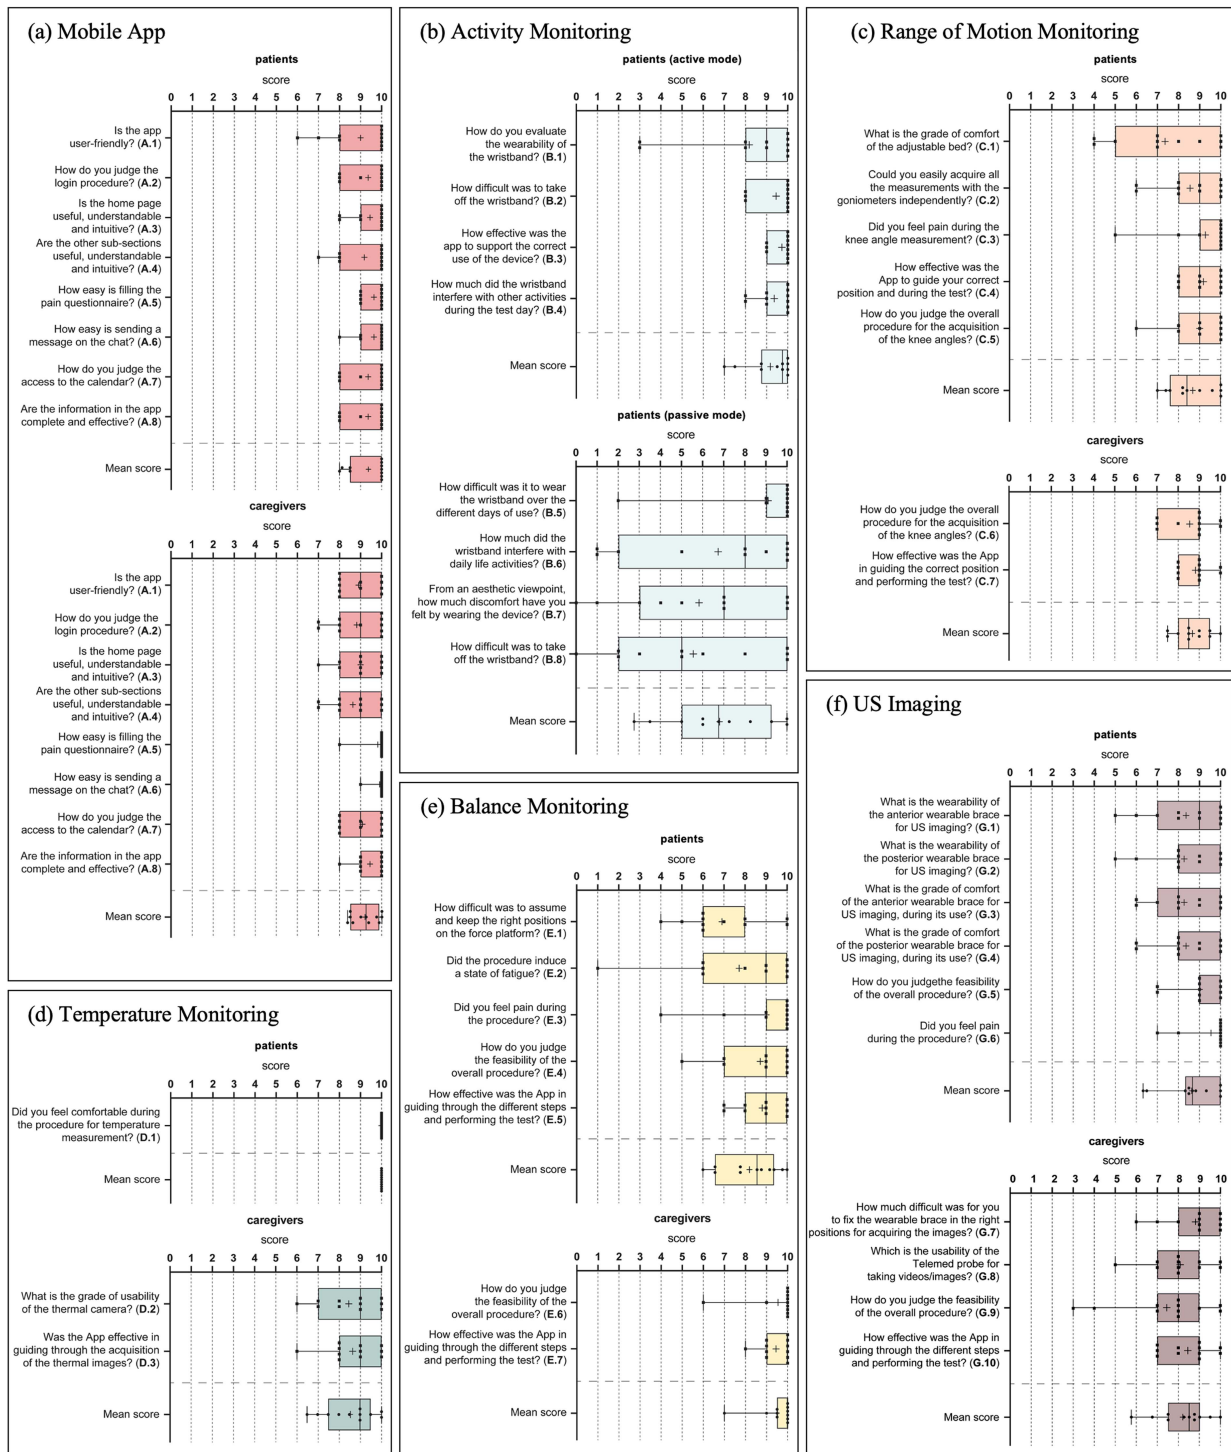 (a) Mobile App
patients
score
0 1 2 3 4 5 6 7 8 9 10
Is the app
user-friendly? (A.1)
How do you judge the
login procedure? (A.2)
Is the home page
useful, understandable
and intuitive? (A.3)
Are the other sub-sections
useful, understandable
and intuitive? (A.4)
How easy is filling the
pain questionnaire? (A.5)
How easy is sending a
message on the chat? (A.6)
How do you judge the
access to the calendar? (A.7)
Are the information in the app
complete and effective? (A.8)
Mean score
caregivers
score
0 1 2 3 4 5 6 7 8 9 10
Is the app
user-friendly? (A.1)
How do you judge the
login procedure? (A.2)
Is the home page
useful, understandable
and intuitive? (A.3)
Are the other sub-sections
useful, understandable
and intuitive? (A.4)
How easy is filling the
pain questionnaire? (A.5)
How easy is sending a
message on the chat? (A.6)
How do you judge the
access to the calendar? (A.7)
Are the information in the app
complete and effective? (A.8)
Mean score
(b) Activity Monitoring
patients (active mode)
score
0 1 2 3 4 5 6 7 8 9 10
How do you evaluate
the wearability of
the wristband? (B.1)
How difficult was to take
off the wristband? (B.2)
How effective was the
app to support the correct
use of the device? (B.3)
How much did the wristband
interfere with other activities
during the test day? (B.4)
Mean score
patients (passive mode)
score
0 1 2 3 4 5 6 7 8 9 10
How difficult was it to wear
the wristband over the
different days of use? (B.5)
How much did the
wristband interfere with
daily life activities? (B.6)
From an aesthetic viewpoint,
how much discomfort have you
felt by wearing the device? (B.7)
How difficult was to take
off the wristband? (B.8)
Mean score
(c) Range of Motion Monitoring
patients
score
0 1 2 3 4 5 6 7 8 9 10
What is the grade of comfort
of the adjustable bed? (C.1)
Could you easily acquire all
the measurements with the
goniometers independently? (C.2)
Did you feel pain during the
knee angle measurement? (C.3)
How effective was the
App to guide your correct
position and during the test? (C.4)
How do you judge the overall
procedure for the acquisition
of the knee angles? (C.5)
Mean score
caregivers
score
0 1 2 3 4 5 6 7 8 9 10
How do you judge the overall
procedure for the acquisition
of the knee angles? (C.6)
How effective was the App
in guiding the correct position
and performing the test? (C.7)
Mean score
(d) Temperature Monitoring
patients
score
0 1 2 3 4 5 6 7 8 9 10
Did you feel comfortable during
the procedure for temperature
measurement? (D.1)
Mean score
caregivers
score
0 1 2 3 4 5 6 7 8 9 10
What is the grade of usability
of the thermal camera? (D.2)
Was the App effective in
guiding through the acquisition
of the thermal images? (D.3)
Mean score
(e) Balance Monitoring
patients
score
0 1 2 3 4 5 6 7 8 9 10
How difficult was to assume
and keep the right positions
on the force platform? (E.1)
Did the procedure induce
a state of fatigue? (E.2)
Did you feel pain during
the procedure? (E.3)
How do you judge
the feasibility of the
overall procedure? (E.4)
How effective was the App in
guiding through the different steps
and performing the test? (E.5)
Mean score
caregivers
score
0 1 2 3 4 5 6 7 8 9 10
How do you judge
the feasibility of the
overall procedure? (E.6)
How effective was the App in
guiding through the different steps
and performing the test? (E.7)
Mean score
(f) US Imaging
patients
score
0 1 2 3 4 5 6 7 8 9 10
What is the wearability of
the anterior wearable brace
for US imaging? (G.1)
What is the wearability of
the posterior wearable brace
for US imaging? (G.2)
What is the grade of comfort
of the anterior wearable brace for
US imaging, during its use? (G.3)
What is the grade of comfort
of the posterior wearable brace for
US imaging, during its use? (G.4)
How do you judgethe feasibility
of the overall procedure? (G.5)
Did you feel pain
during the procedure? (G.6)
Mean score
caregivers
score
0 1 2 3 4 5 6 7 8 9 10
How much difficult was for you
to fix the wearable brace in the right
positions for acquiring the images? (G.7)
Which is the usability of the
Telemed probe for
taking videos/images? (G.8)
How do you judge the feasibility
of the overall procedure? (G.9)
How effective was the App in
guiding through the different steps
and performing the test? (G.10)
Mean score